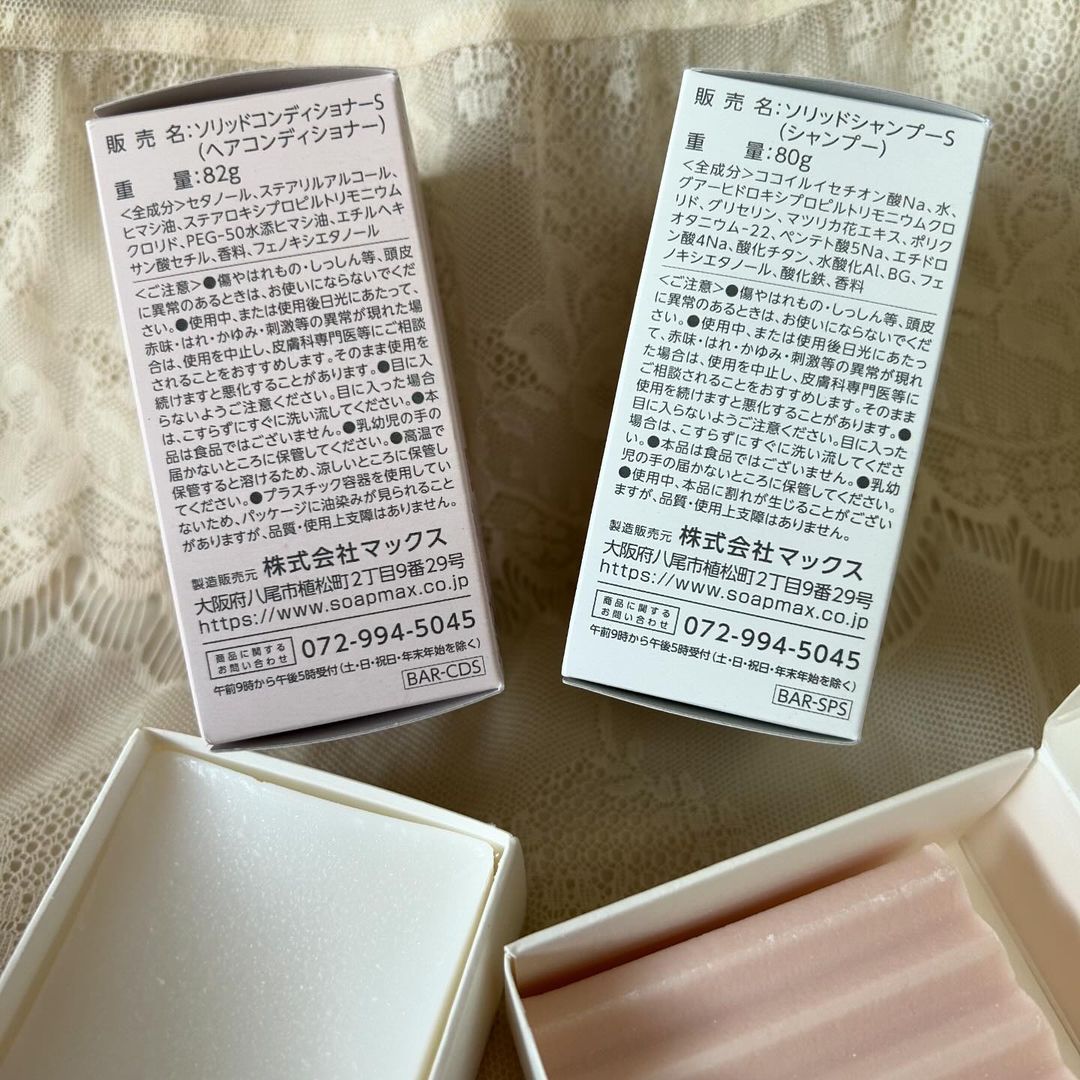 販売名:ソリッドコンディショナーS
(ヘアコンディショナー)
重量:82g
<全成分>セタノール、ステアリルアルコール、
ヒマシ油、ステアロキシプロピルトリモニウム
クロリド、PEG-50水添ヒマシ油、エチルヘキ
サン酸セチル、香料、フェノキシエタノール
<ご注意>●傷やはれもの・しっしん等、頭皮
に異常のあるときは、お使いにならないでくだ
さい。●使用中、または使用後日光にあたって、
赤味・はれ・かゆみ・刺激等の異常が現れた場
合は、使用を中止し、皮膚科専門医等にご相談
されることをおすすめします。そのまま使用を
続けますと悪化することがあります。●目に入
らないようご注意ください。目に入った場合
は、こすらずにすぐに洗い流してください。●本
品は食品ではございません。●乳幼児の手の
届かないところに保管してください。●高温で
保管すると溶けるため、涼しいところに保管し
てください。●プラスチック容器を使用してい
ないため、パッケージに油染みが見られること
がありますが、品質・使用上支障はありません。
製造販売元 株式会社マックス
大阪府八尾市植松町2丁目9番29号
https://www.soapmax.co.jp
商品に関する
お問い合わせ
072-994-5045
午前9時から午後5時受付(土・日・祝日・年末年始を除く)
BAR-CDS
販売名:ソリッドシャンプーS
(シャンプー)
重量:80g
<全成分>ココイルイセチオン酸Na、水、
グアーヒドロキシプロピルトリモニウムクロ
リド、グリセリン、マツリカ花エキス、ポリク
オタニウム-22、ペンテト酸5Na、エチドロ
ン酸4Na、酸化チタン、水酸化Al、BG、フェ
ノキシエタノール、酸化鉄、香料
<ご注意>●傷やはれもの・しっしん等、頭皮
に異常のあるときは、お使いにならないでくだ
さい。●使用中、または使用後日光にあたっ
て、赤味・はれ・かゆみ・刺激等の異常が現れ
た場合は、使用を中止し、皮膚科専門医等に
ご相談されることをおすすめします。そのまま
使用を続けますと悪化することがあります。●
目に入らないようご注意ください。目に入った
場合は、こすらずにすぐに洗い流してくださ
い。●本品は食品ではございません。●乳幼
児の手の届かないところに保管してください。
●使用中、本品に割れが生じることがござい
ますが、品質・使用上支障はありません。
製造販売元 株式会社マックス
大阪府八尾市植松町2丁目9番29号
https://www.soapmax.co.jp
商品に関する
お問い合わせ
072-994-5045
午前9時から午後5時受付(土・日・祝日・年末年始を除く)
BAR-SPS